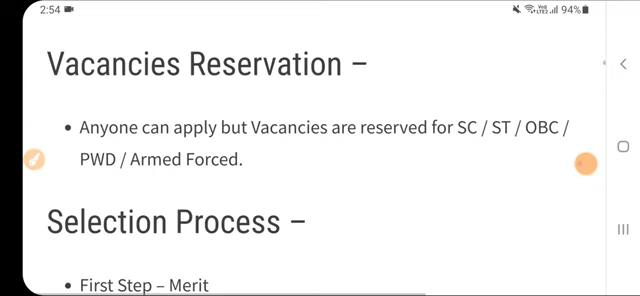 2:54 94%
Vacancies Reservation –
• Anyone can apply but Vacancies are reserved for SC / ST / OBC /
PWD / Armed Forced.
Selection Process –
• First Step – Merit